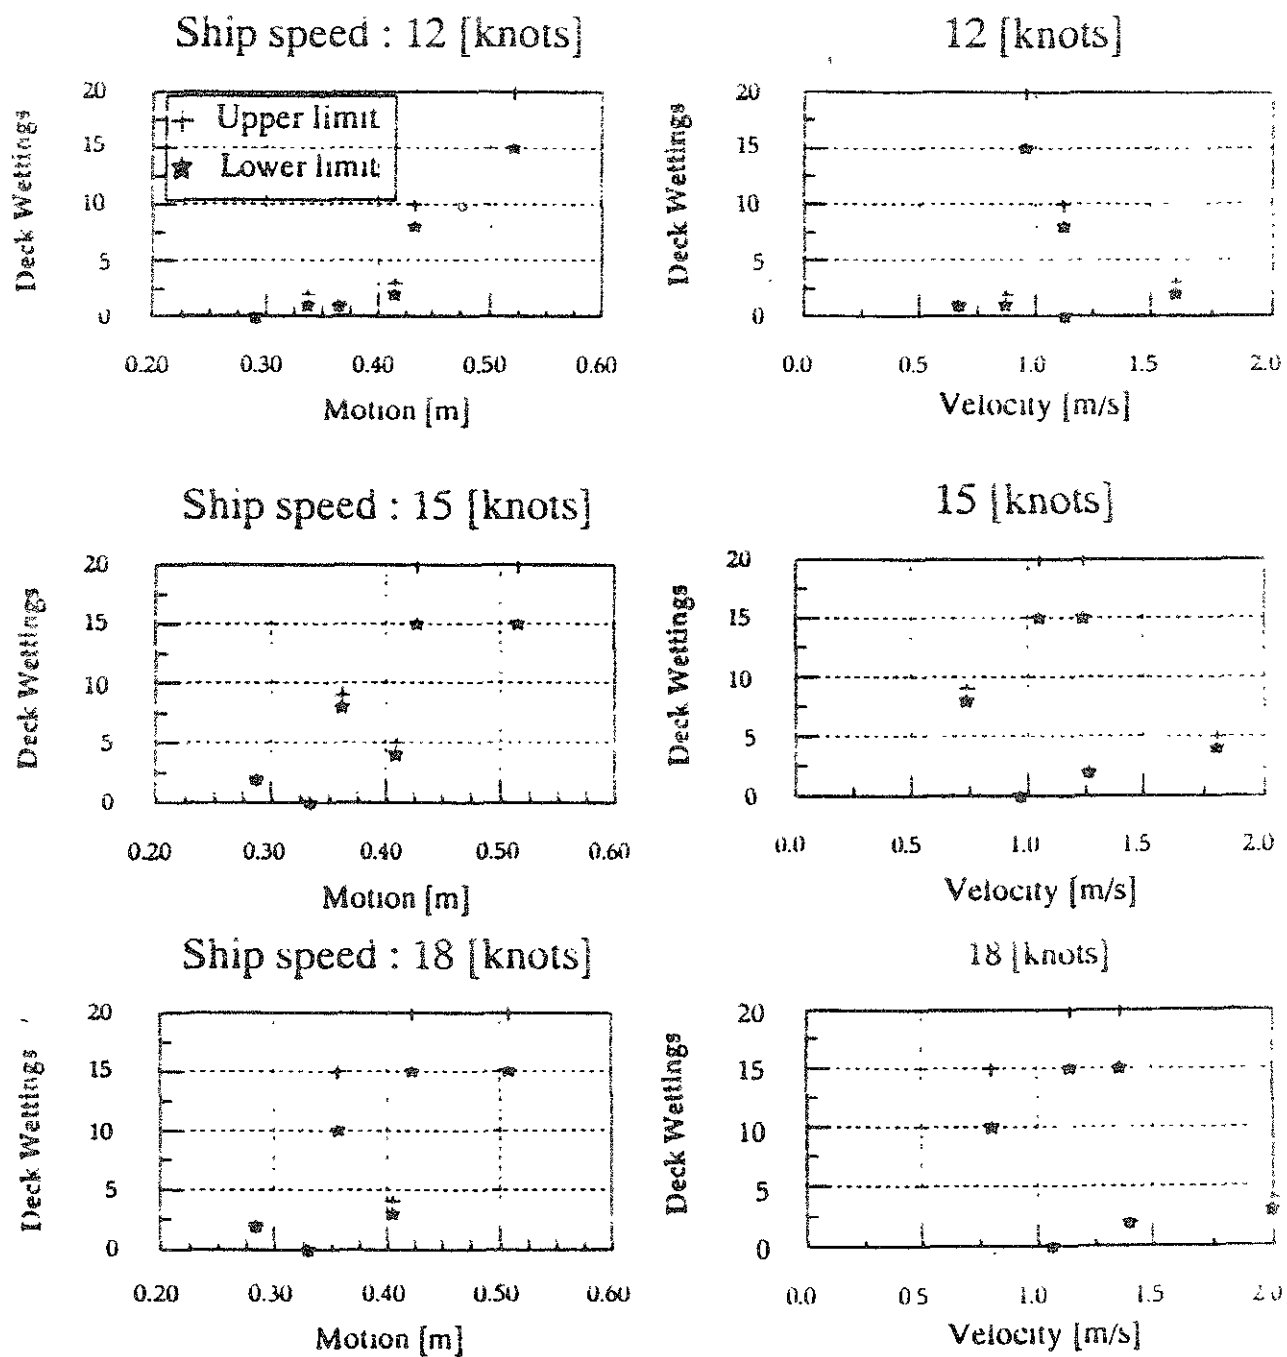 Ship speed : 12 [knots]
12 [knots]
Deck Wettings
20
15
10
5
0
Upper limit
Lower limit
0.20 0.30 0.40 0.50 0.60
Motion [m]
Deck Wettings
20
15
10
5
0
0.0 0.5 1.0 1.5 2.0
Velocity [m/s]
Ship speed : 15 [knots]
15 [knots]
Deck Wettings
20
15
10
5
0
0.20 0.30 0.40 0.50 0.60
Motion [m]
Deck Wettings
20
15
10
5
0
0.0 0.5 1.0 1.5 2.0
Velocity [m/s]
Ship speed : 18 [knots]
18 [knots]
Deck Wettings
20
15
10
5
0
0.20 0.30 0.40 0.50 0.60
Motion [m]
Deck Wettings
20
15
10
5
0
0.0 0.5 1.0 1.5 2.0
Velocity [m/s]